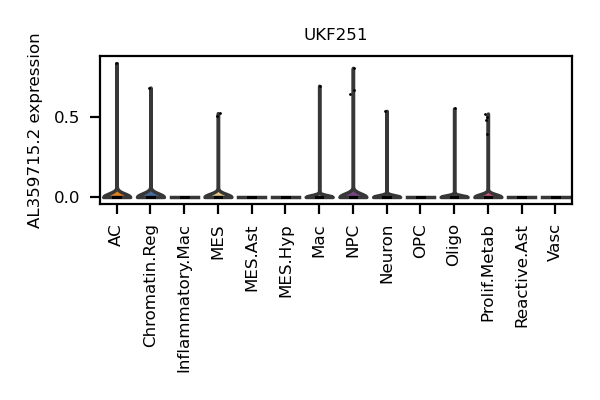 UKF251
AL359715.2 expression
0.5
0.0
AC
Chromatin.Reg
Inflammatory.Mac
MES
MES.Ast
MES.Hyp
Mac
NPC
Neuron
OPC
Oligo
Prolif.Metab
Reactive.Ast
Vasc